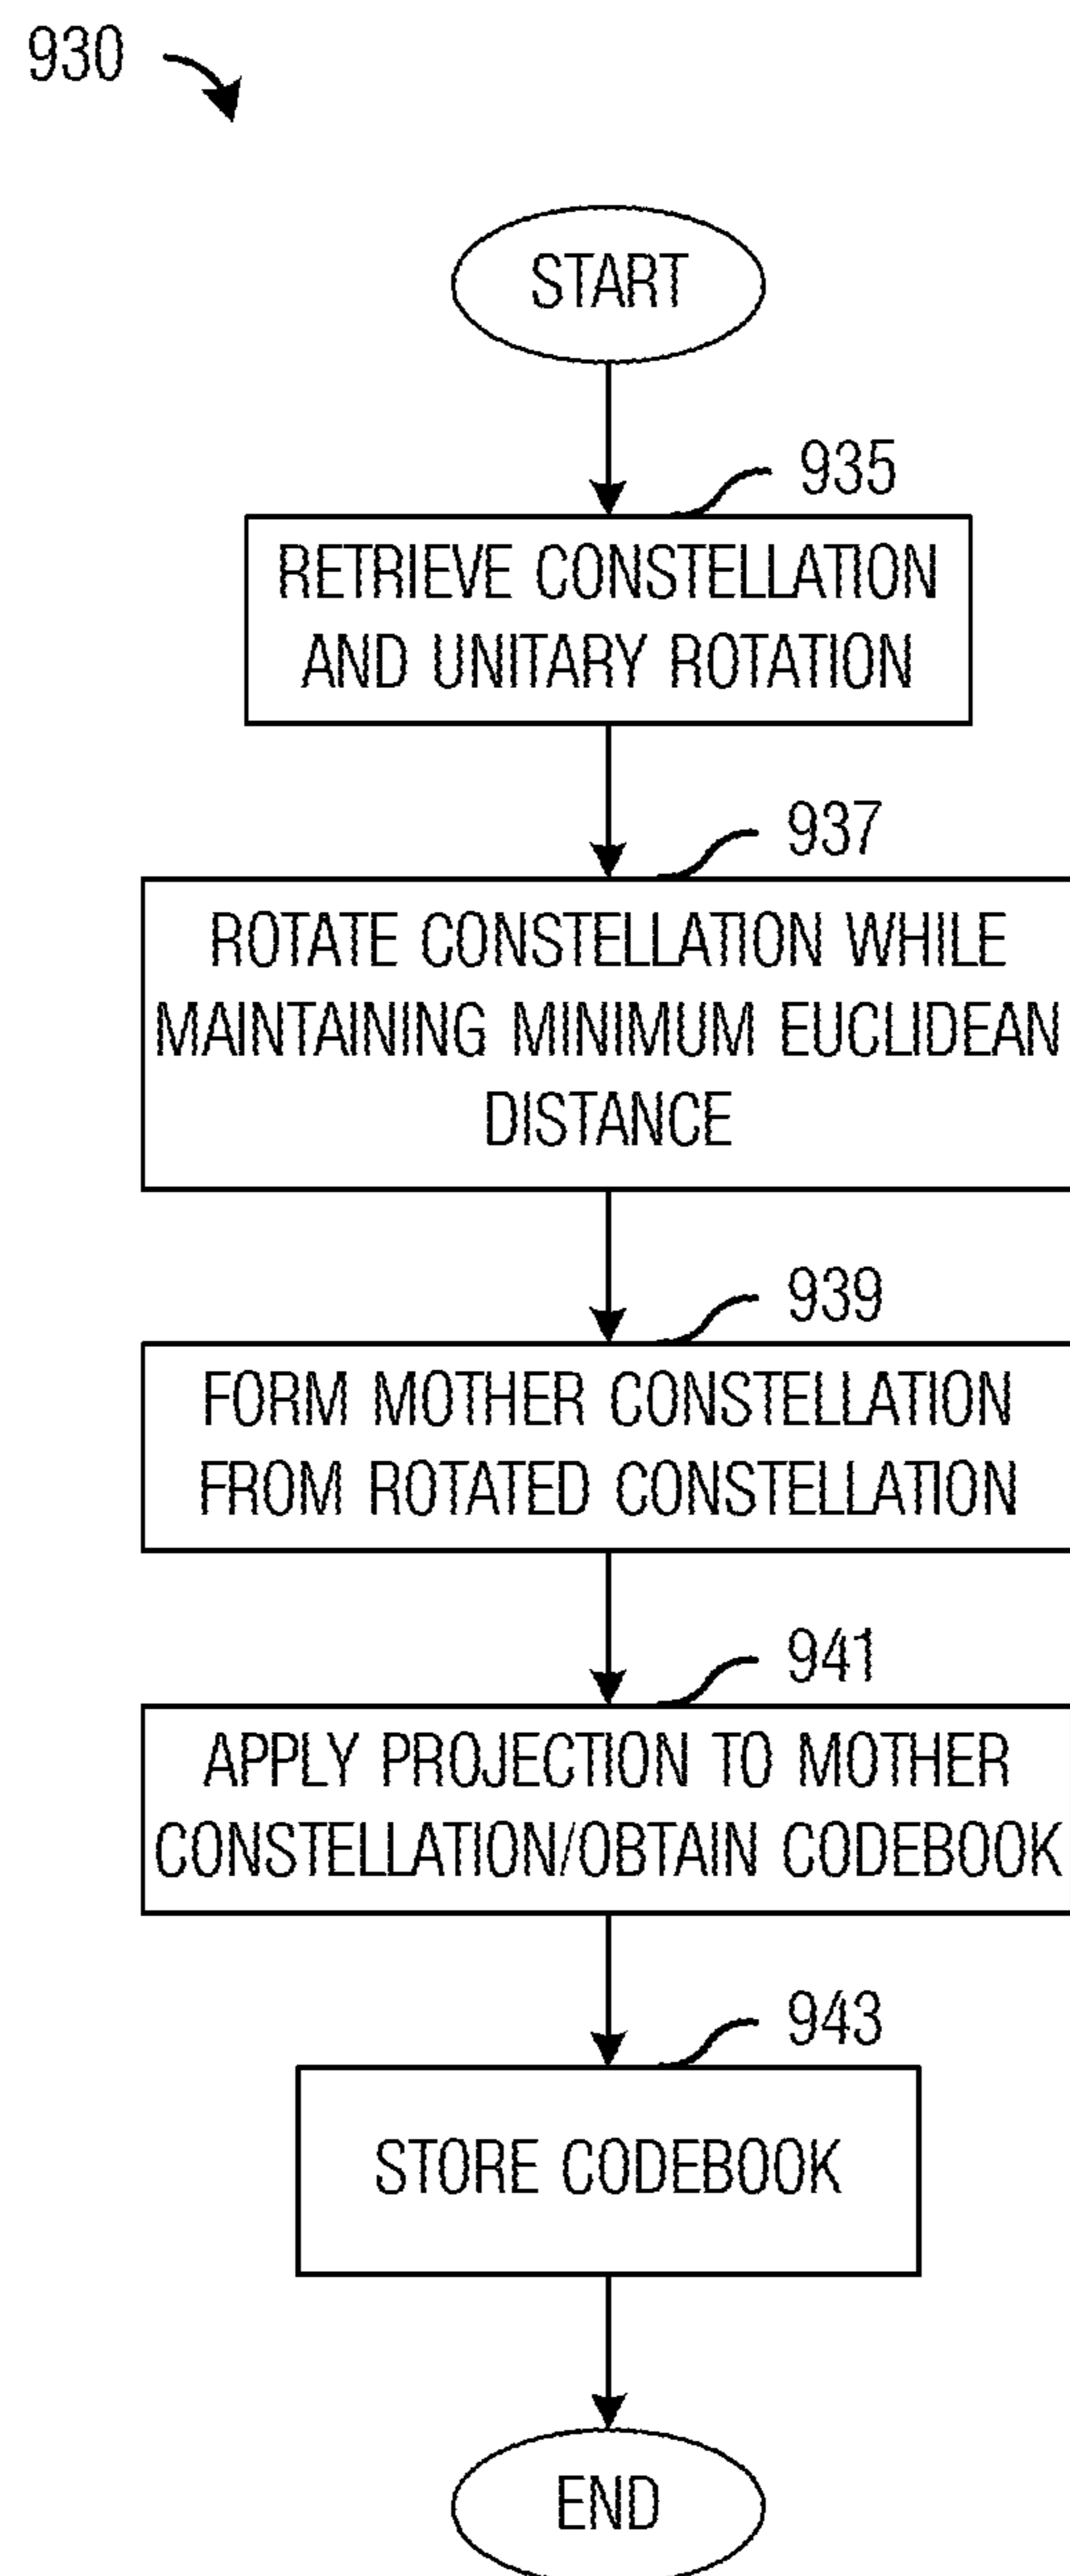 930
START
935
RETRIEVE CONSTELLATION
AND UNITARY ROTATION
937
ROTATE CONSTELLATION WHILE
MAINTAINING MINIMUM EUCLIDEAN
DISTANCE
939
FORM MOTHER CONSTELLATION
FROM ROTATED CONSTELLATION
941
APPLY PROJECTION TO MOTHER
CONSTELLATION/OBTAIN CODEBOOK
943
STORE CODEBOOK
END